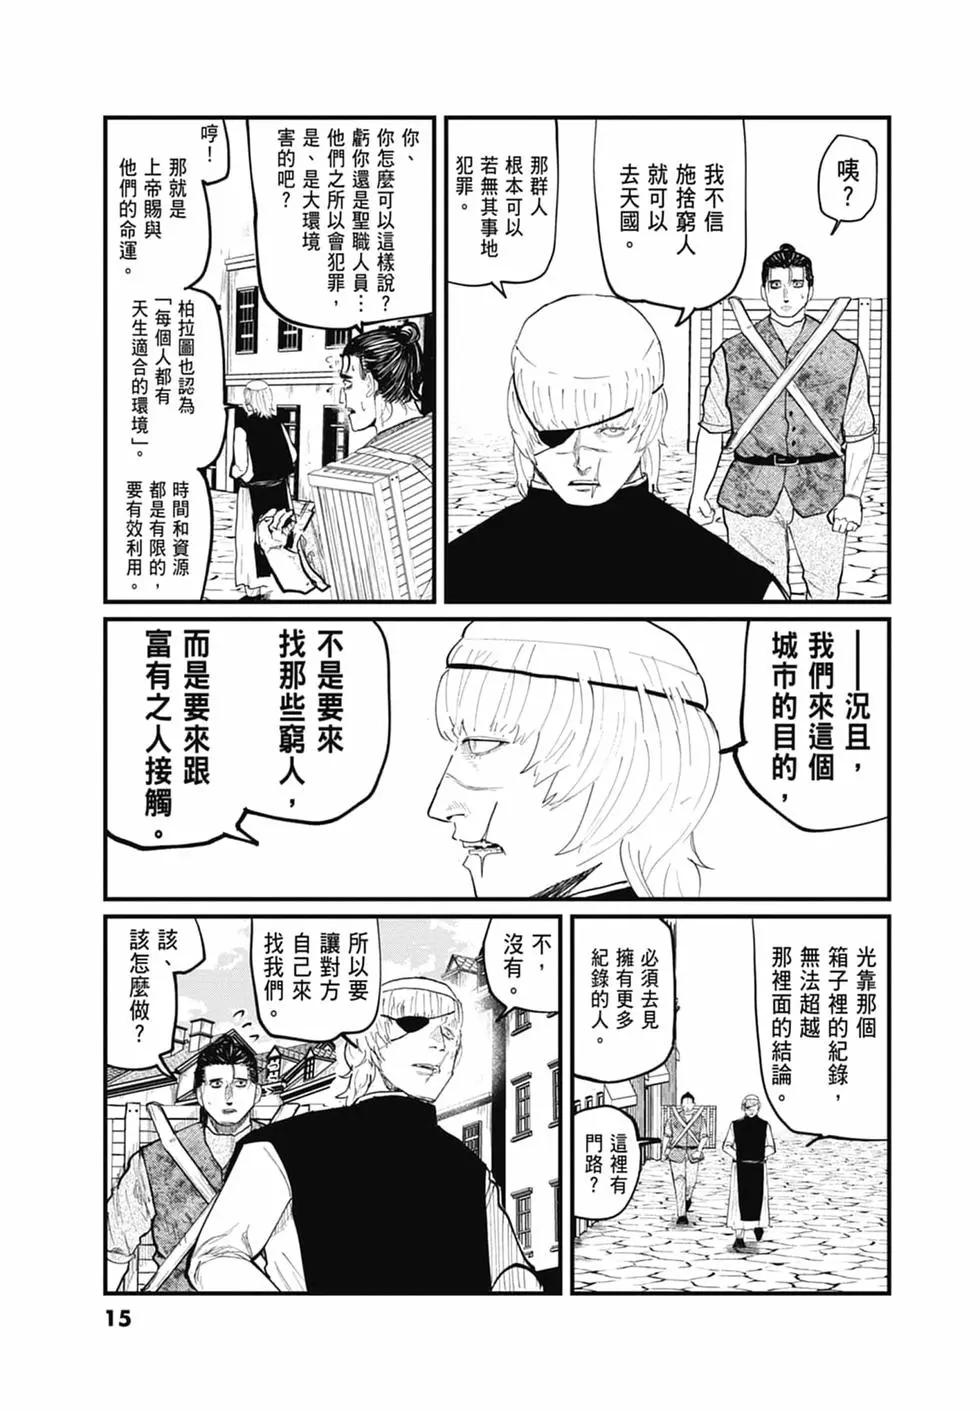 咦？
我不信
施捨窮人
就可以
去天國。
那群人
根本可以
若無其事地
犯罪。
你、
你怎麼可以這樣說？
虧你還是聖職人員…
他們之所以會犯罪，
是、是大環境
害的吧？
哼！
那就是
上帝賜與
他們的命運。
柏拉圖也認為
「每個人都有
天生適合的環境」。
時間和資源
都是有限的，
要有效利用。
——況且，
我們來這個
城市的目的，
不是要來
找那些窮人，
而是要來跟
富有之人接觸。
光靠那個
箱子裡的紀錄，
無法超越
那裡面的結論。
必須去見
擁有更多
紀錄的人。
這裡有
門路？
不，
沒有。
所以要
讓對方
自己來
找我們。
該、
該怎麼做？
15